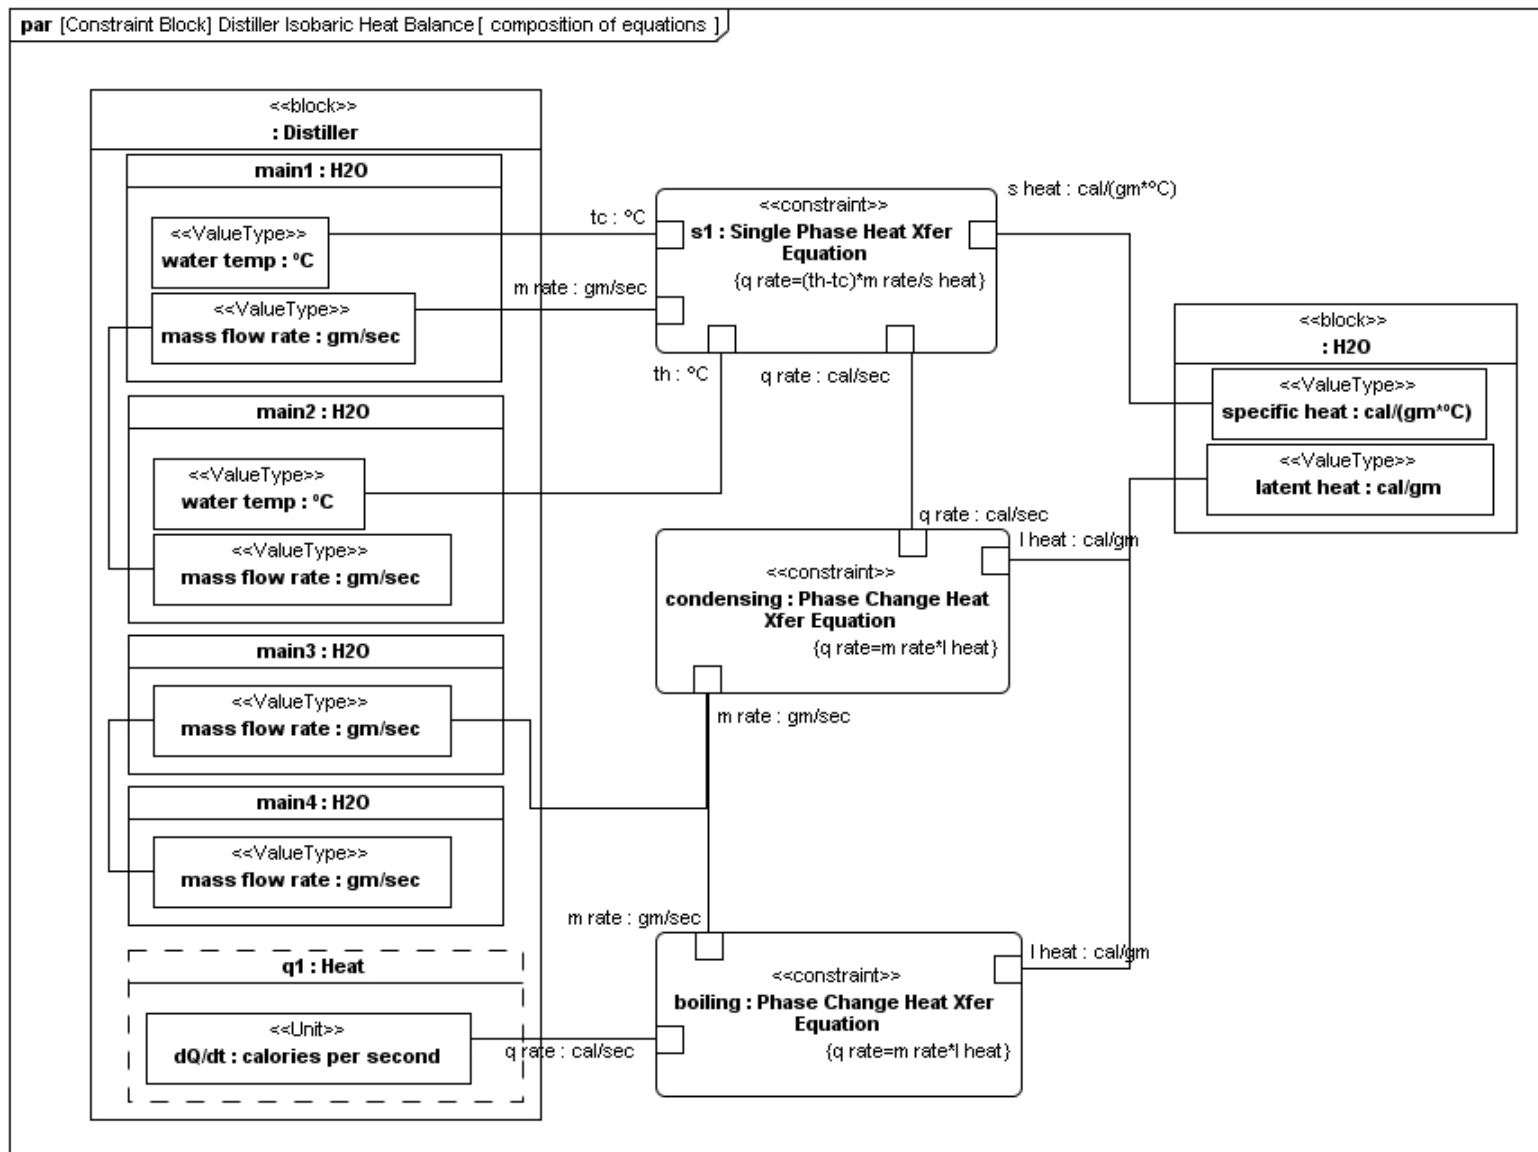 par [Constraint Block] Distiller Isobaric Heat Balance [ composition of equations ]
<<block>>
: Distiller
main1 : H2O
<<ValueType>>
water temp : ºC
<<ValueType>>
mass flow rate : gm/sec
main2 : H2O
<<ValueType>>
water temp : ºC
<<ValueType>>
mass flow rate : gm/sec
main3 : H2O
<<ValueType>>
mass flow rate : gm/sec
main4 : H2O
<<ValueType>>
mass flow rate : gm/sec
q1 : Heat
<<Unit>>
dQ/dt : calories per second
tc : ºC
m rate : gm/sec
th : ºC
q rate : cal/sec
s heat : cal/(gm*ºC)
<<constraint>>
s1 : Single Phase Heat Xfer
Equation
{q rate=(th-tc)*m rate/s heat}
q rate : cal/sec
l heat : cal/gm
<<constraint>>
condensing : Phase Change Heat
Xfer Equation
{q rate=m rate*l heat}
m rate : gm/sec
m rate : gm/sec
l heat : cal/gm
<<constraint>>
boiling : Phase Change Heat Xfer
Equation
{q rate=m rate*l heat}
q rate : cal/sec
<<block>>
: H2O
<<ValueType>>
specific heat : cal/(gm*ºC)
<<ValueType>>
latent heat : cal/gm